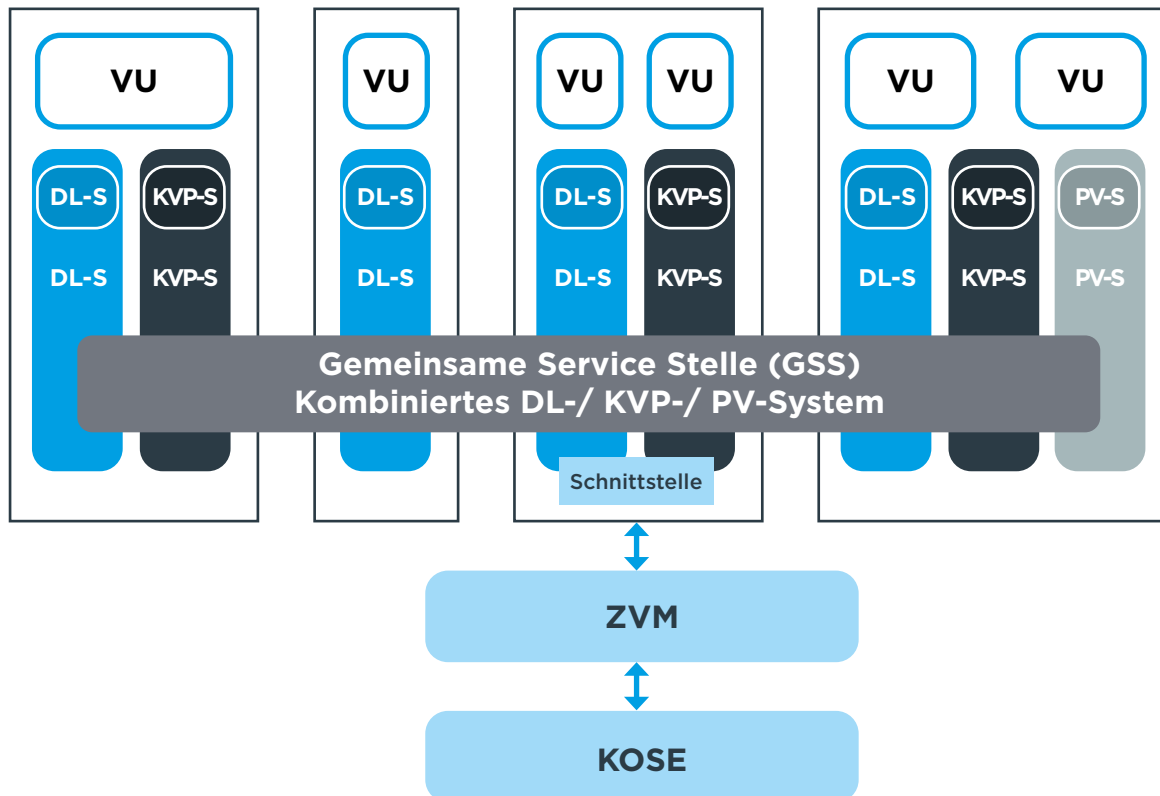 VU
VU
VU VU
VU VU
DL-S KVP-S
DL-S
DL-S KVP-S
DL-S KVP-S PV-S
DL-S KVP-S
DL-S
DL-S KVP-S
DL-S KVP-S PV-S
Gemeinsame Service Stelle (GSS)
Kombiniertes DL-/ KVP-/ PV-System
Schnittstelle
ZVM
KOSE